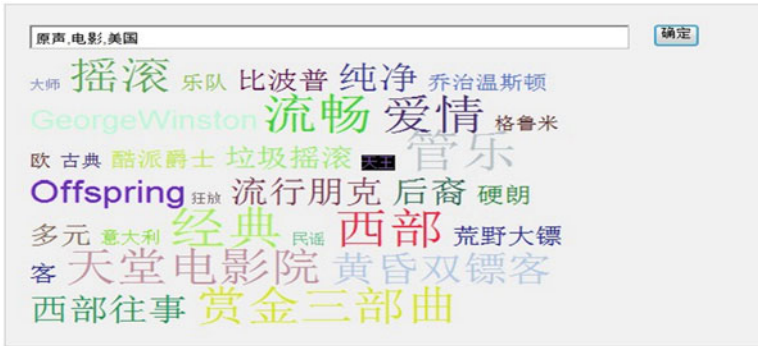 原声,电影,美国 确定
大师 摇滚 乐队 比波普 纯净 乔治温斯顿
GeorgeWinston 流畅 爱情 格鲁米
欧 古典 酷派爵士 垃圾摇滚 天王 管乐
Offspring 狂放 流行朋克 后裔 硬朗
多元 意大利 经典 民谣 西部 荒野大镖
客 天堂电影院 黄昏双镖客
西部往事 赏金三部曲